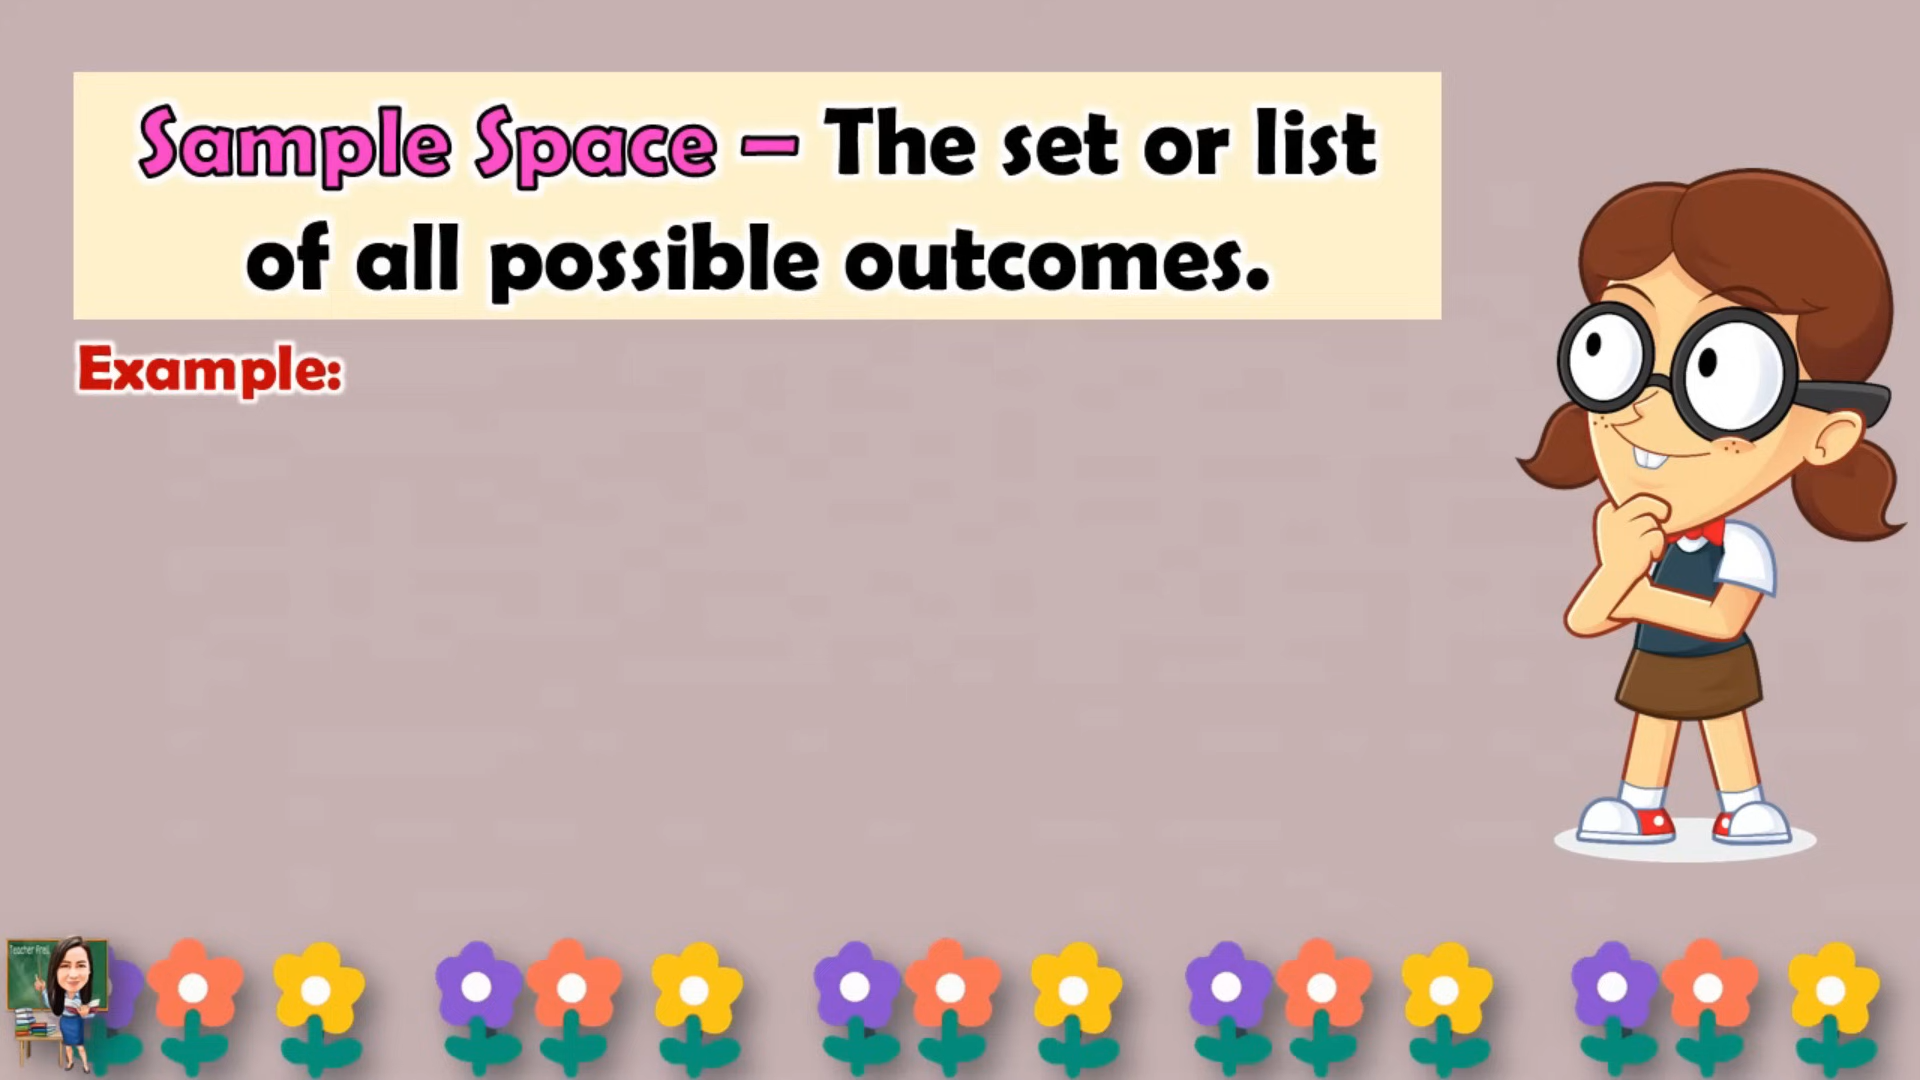 Sample Space – The set or list
of all possible outcomes.
Example: